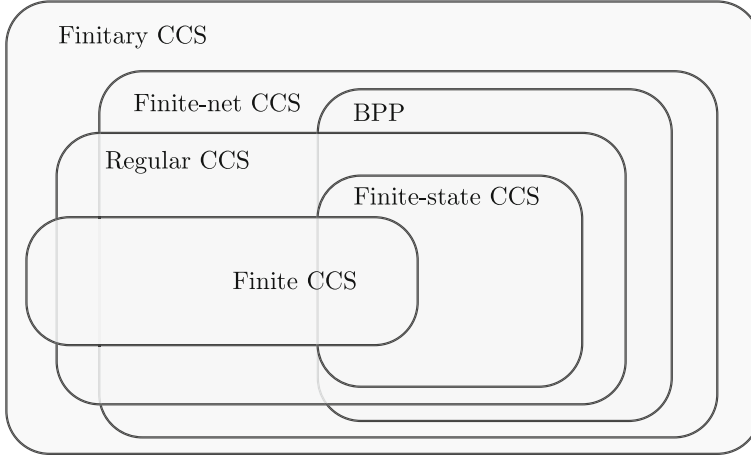 Finitary CCS
Finite-net CCS
BPP
Regular CCS
Finite-state CCS
Finite CCS